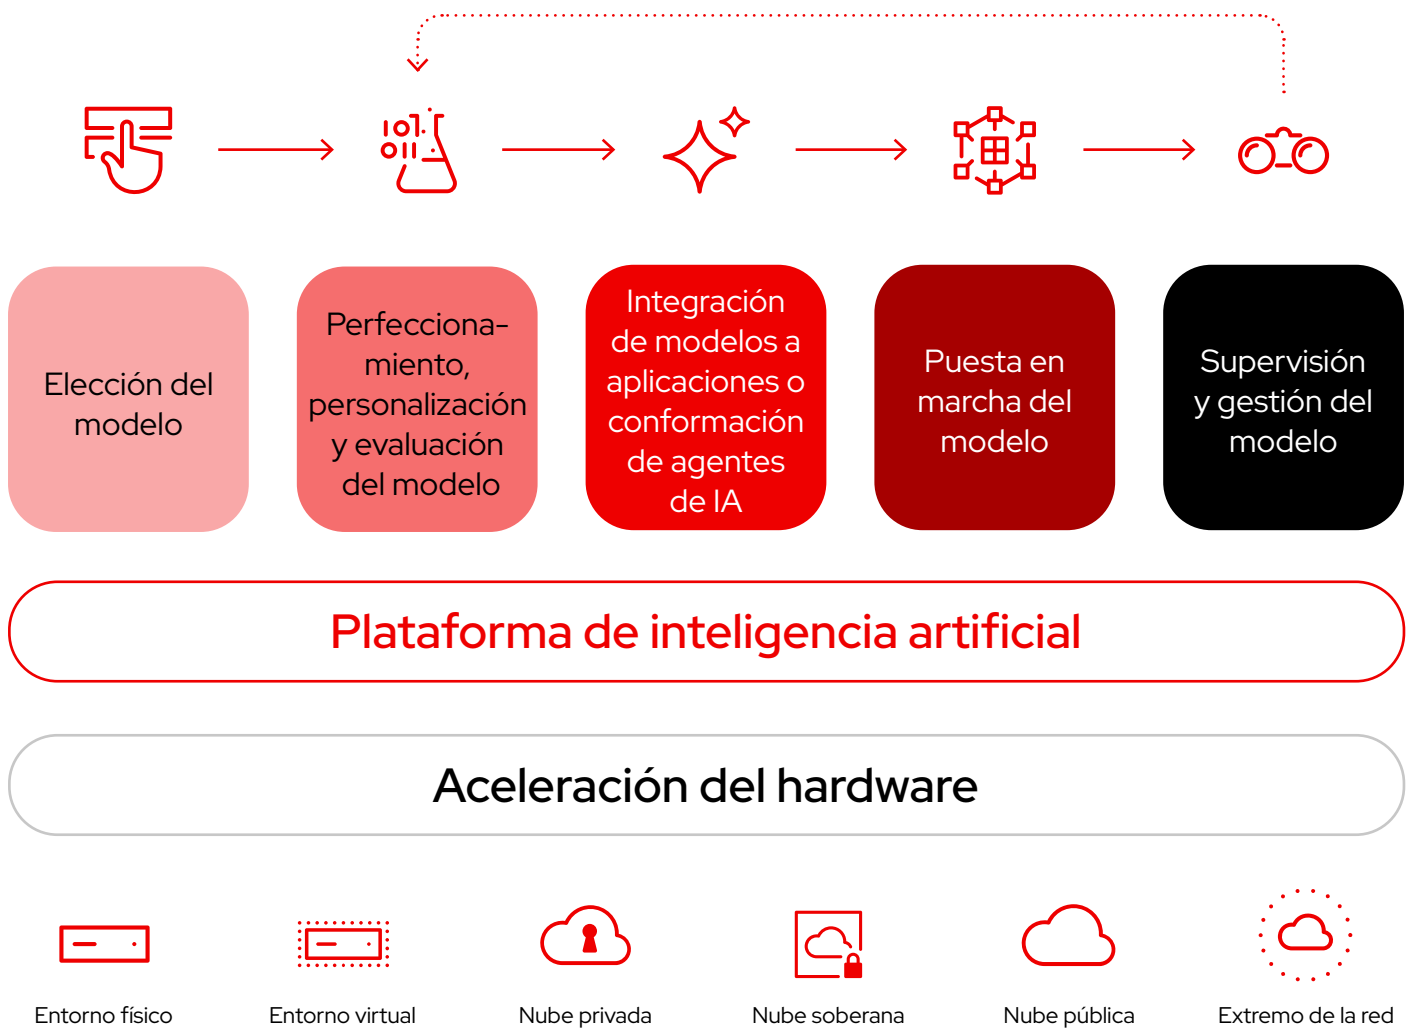 Elección del
modelo
Perfecciona-
miento,
personalización
y evaluación
del modelo
Integración
de modelos a
aplicaciones o
conformación
de agentes
de IA
Puesta en
marcha del
modelo
Supervisión
y gestión del
modelo
Plataforma de inteligencia artificial
Aceleración del hardware
Entorno físico
Entorno virtual
Nube privada
Nube soberana
Nube pública
Extremo de la red